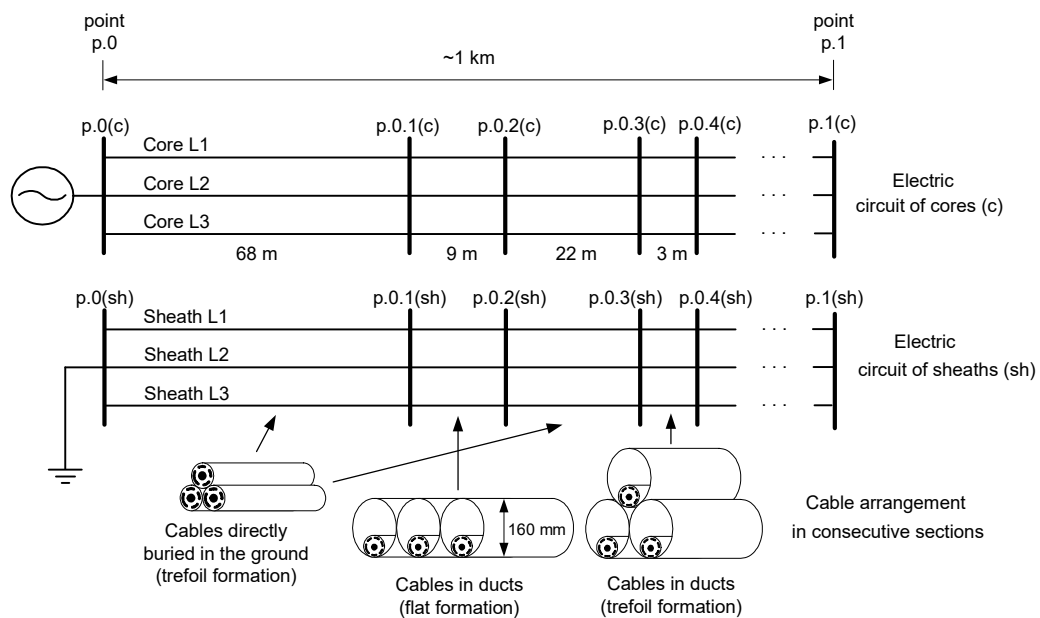 point
p.0
point
p.1
~1 km
p.0(c)
p.0.1(c)
p.0.2(c)
p.0.3(c)
p.0.4(c)
p.1(c)
Core L1
Core L2
Core L3
Electric
circuit of cores (c)
68 m
9 m
22 m
3 m
p.0(sh)
p.0.1(sh)
p.0.2(sh)
p.0.3(sh)
p.0.4(sh)
p.1(sh)
Sheath L1
Sheath L2
Sheath L3
Electric
circuit of sheaths (sh)
Cables directly
buried in the ground
(trefoil formation)
160 mm
Cables in ducts
(flat formation)
Cables in ducts
(trefoil formation)
Cable arrangement
in consecutive sections